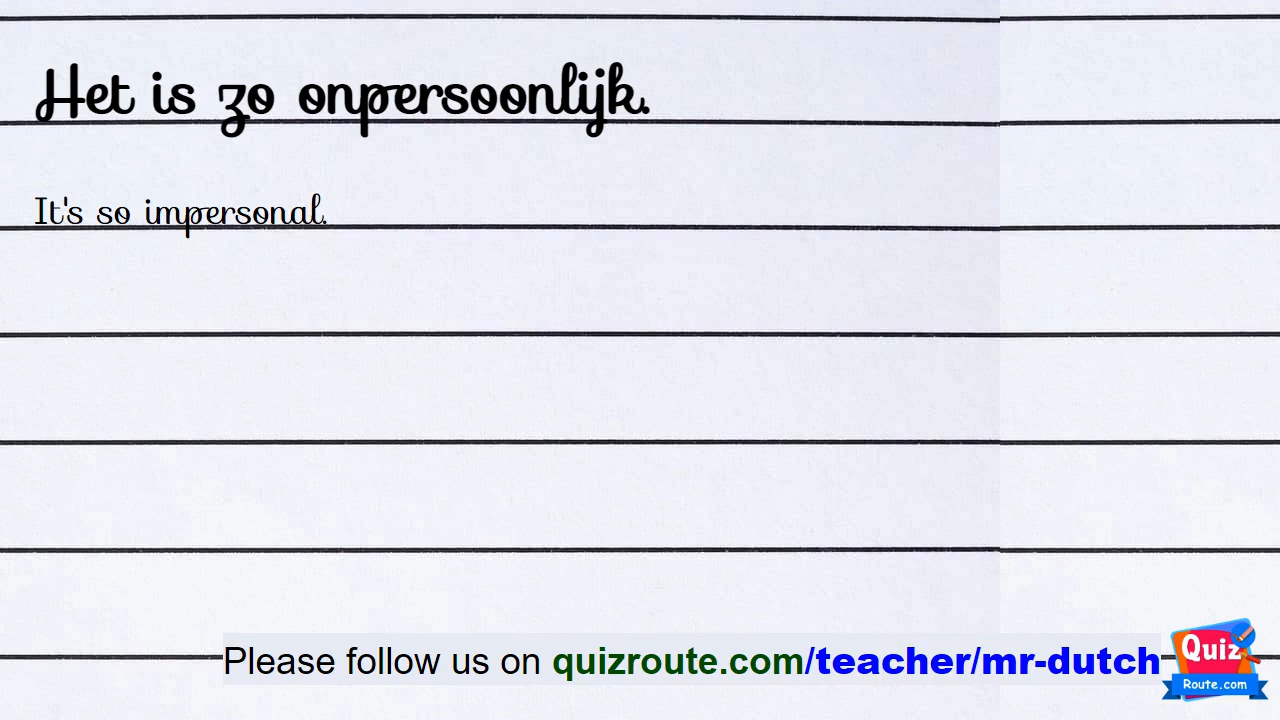 Het is zo onpersoonlijk.
It's so impersonal.
Please follow us on quizroute.com/teacher/mr-dutch
Quiz
Route.com